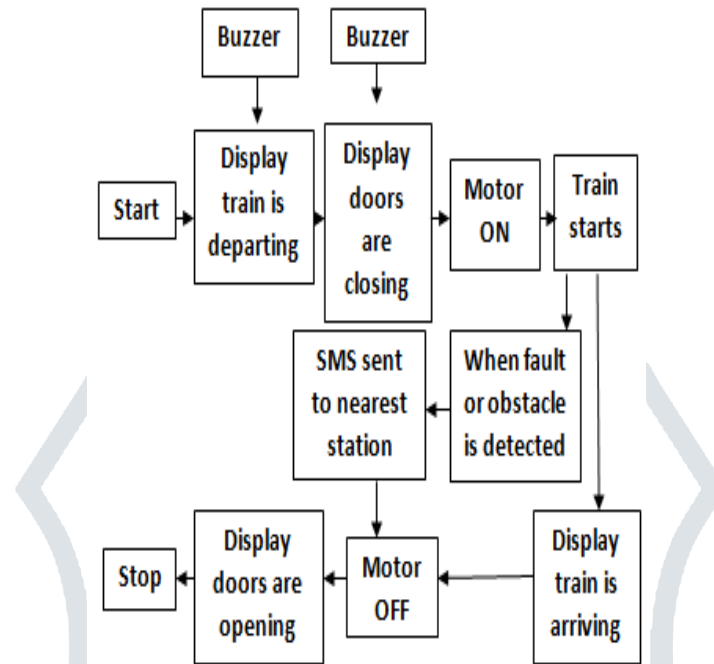 Buzzer
Buzzer
Start
Display
train is
departing
Display
doors
are
closing
Motor
ON
Train
starts
SMS sent
to nearest
station
When fault
or obstacle
is detected
Stop
Display
doors are
opening
Motor
OFF
Display
train is
arriving